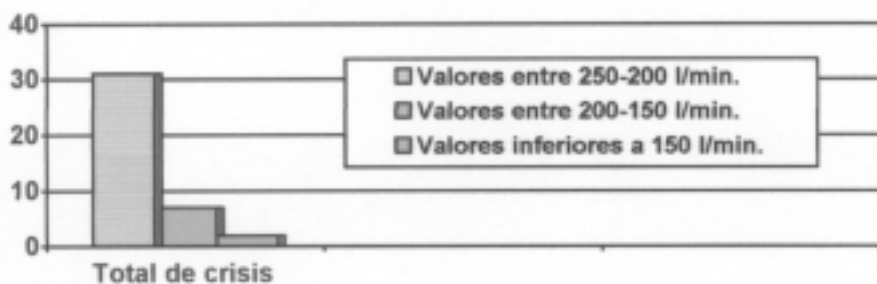 40
30
20
10
0
Valores entre 250-200 l/min.
Valores entre 200-150 l/min.
Valores inferiores a 150 l/min.
Total de crisis